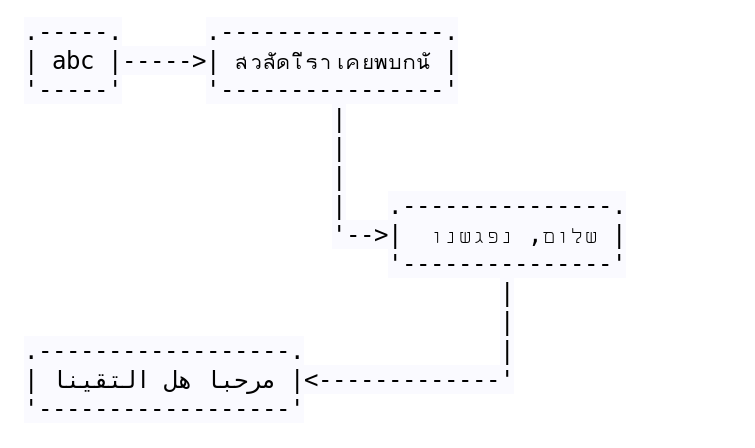 abc
สวัสดีเราเคยพบกัน
שלום, נפגשנו
مرحبا هل التقينا